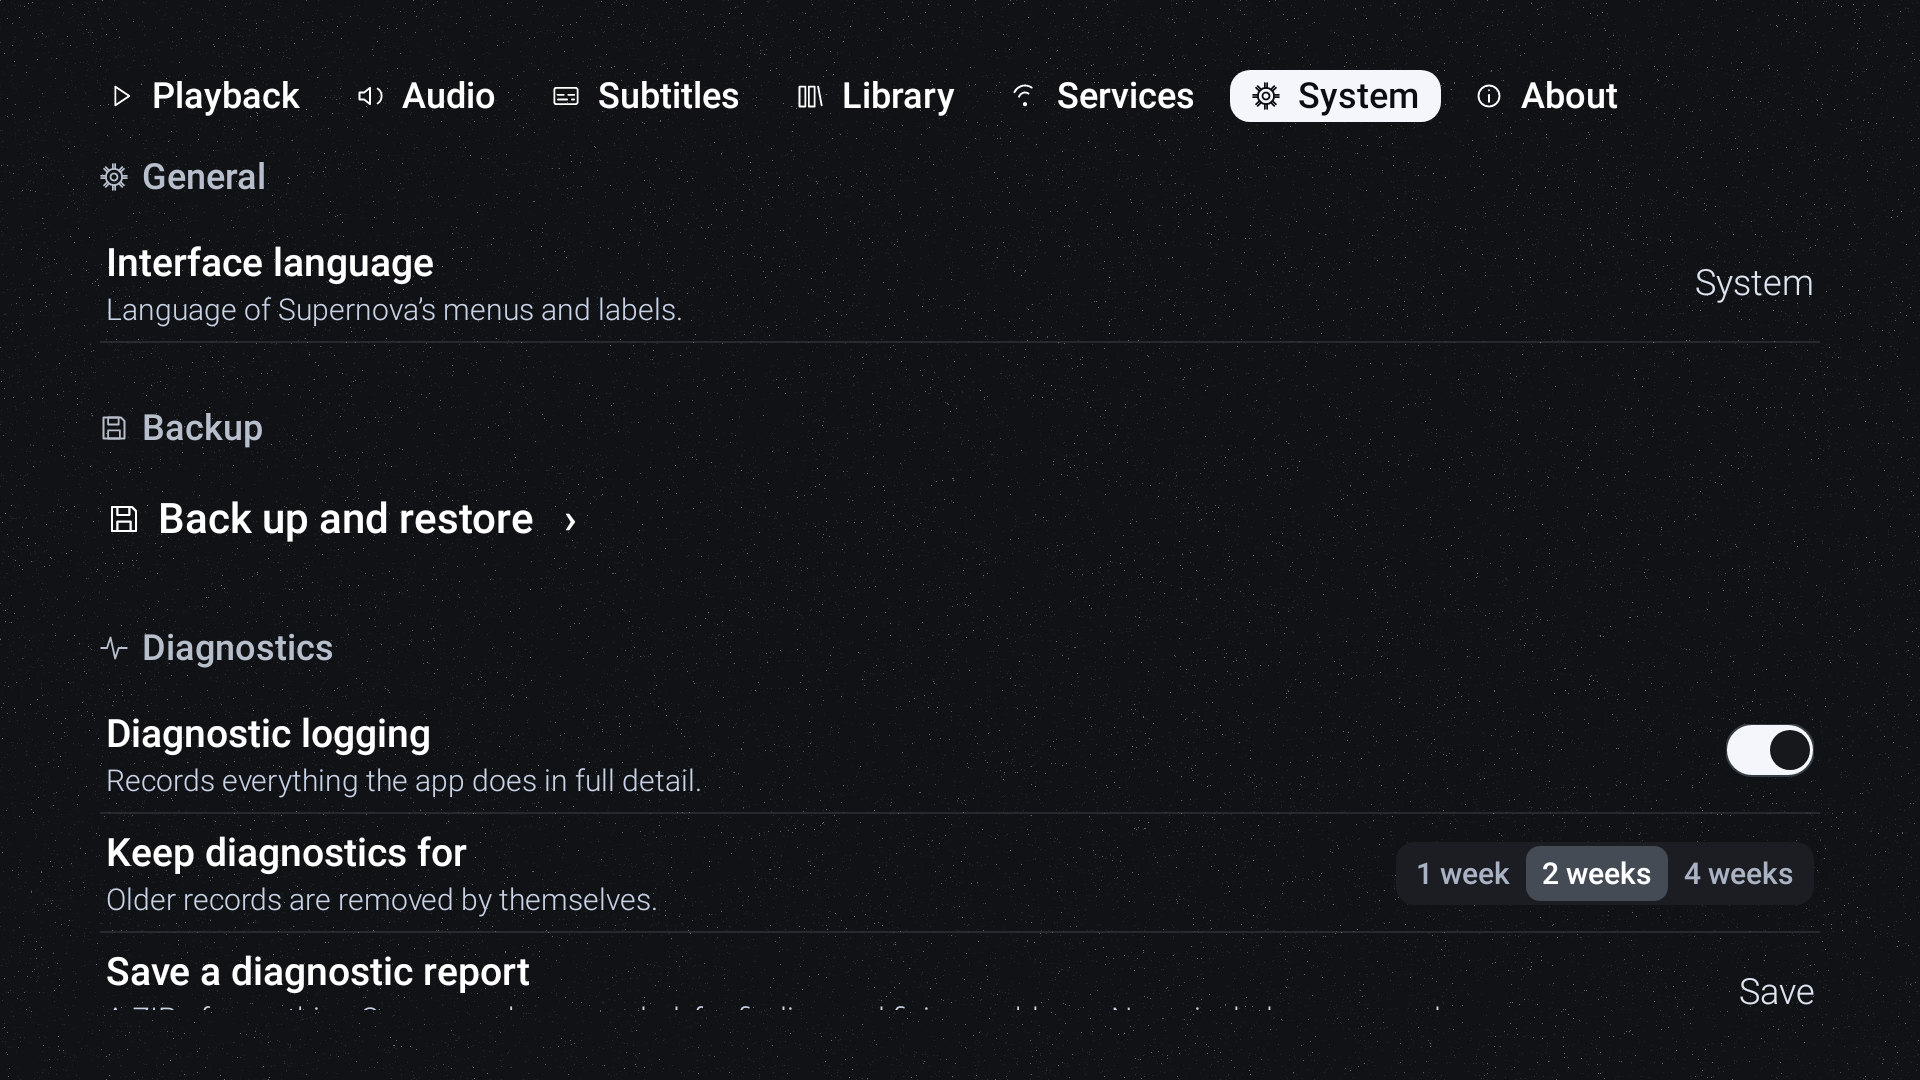 Playback
Audio
Subtitles
Library
Services
System
About
General
Interface language
Language of Supernova’s menus and labels.
System
Backup
Back up and restore ›
Diagnostics
Diagnostic logging
Records everything the app does in full detail.
Keep diagnostics for
Older records are removed by themselves.
1 week
2 weeks
4 weeks
Save a diagnostic report
Save